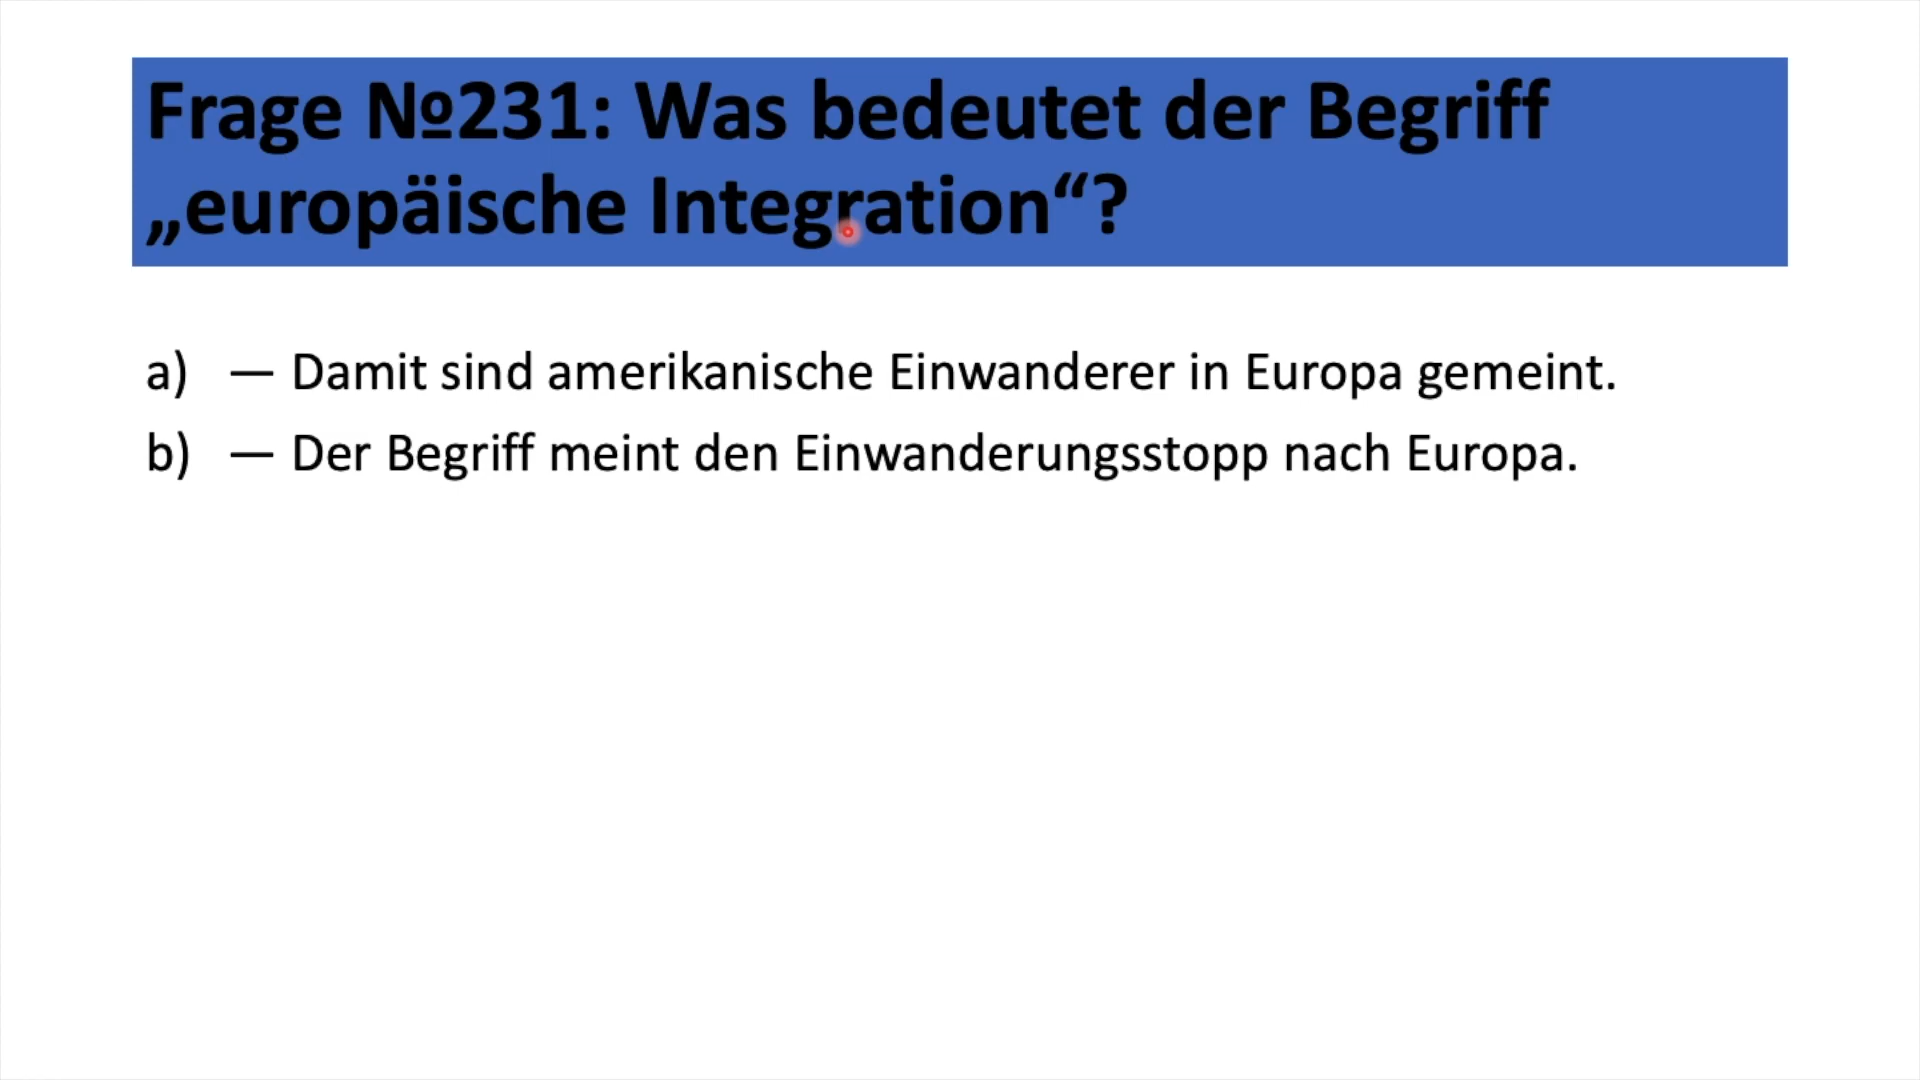 Frage №231: Was bedeutet der Begriff
„europäische Integration“?
a) — Damit sind amerikanische Einwanderer in Europa gemeint.
b) — Der Begriff meint den Einwanderungsstopp nach Europa.